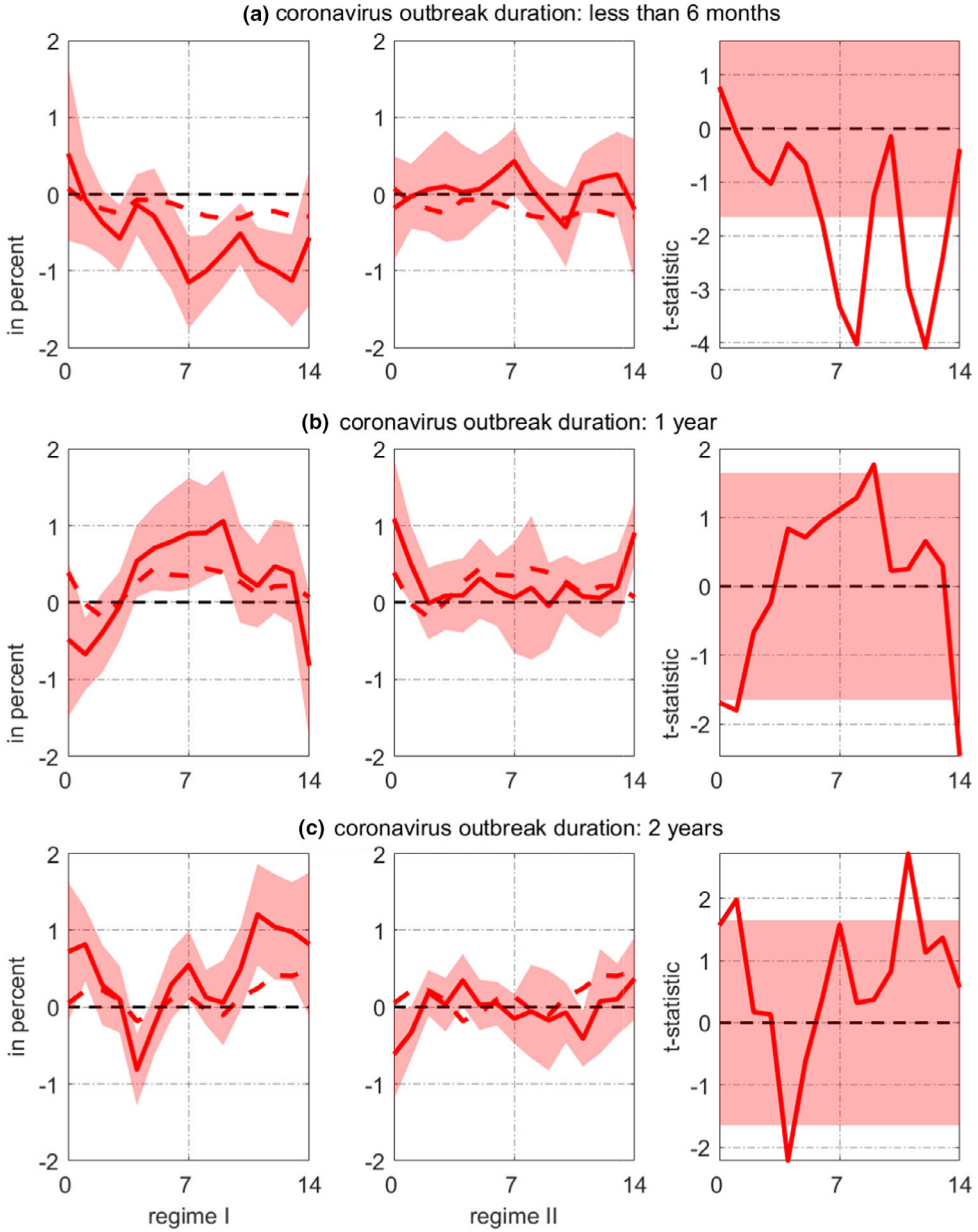 (a) coronavirus outbreak duration: less than 6 months
in percent
2
1
0
-1
-2
0 7 14
2
1
0
-1
-2
0 7 14
t-statistic
1
0
-1
-2
-3
-4
0 7 14
(b) coronavirus outbreak duration: 1 year
in percent
2
1
0
-1
-2
0 7 14
2
1
0
-1
-2
0 7 14
t-statistic
2
1
0
-1
-2
0 7 14
(c) coronavirus outbreak duration: 2 years
in percent
2
1
0
-1
-2
0 7 14
regime I
2
1
0
-1
-2
0 7 14
regime II
t-statistic
2
1
0
-1
-2
0 7 14